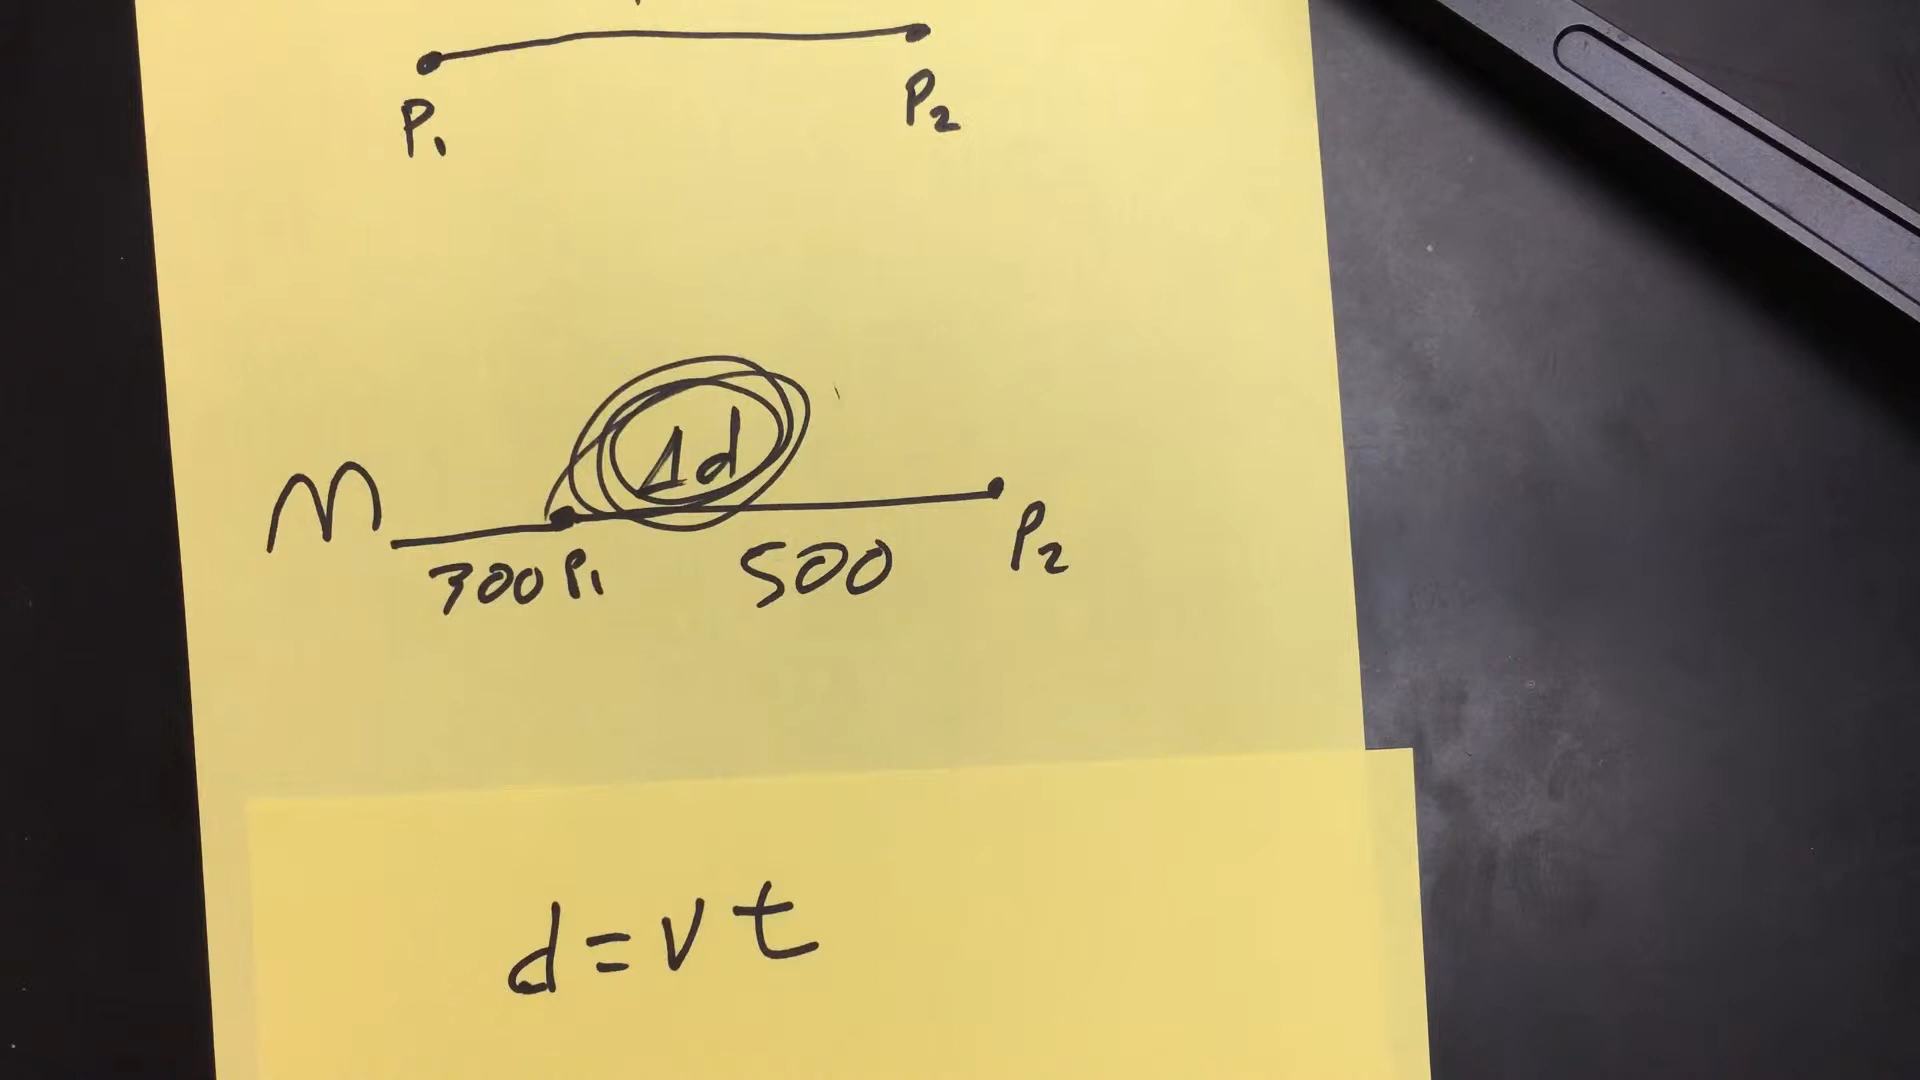 P₁ P₂
Δd
M
300 P₁ 500 P₂
d = v t